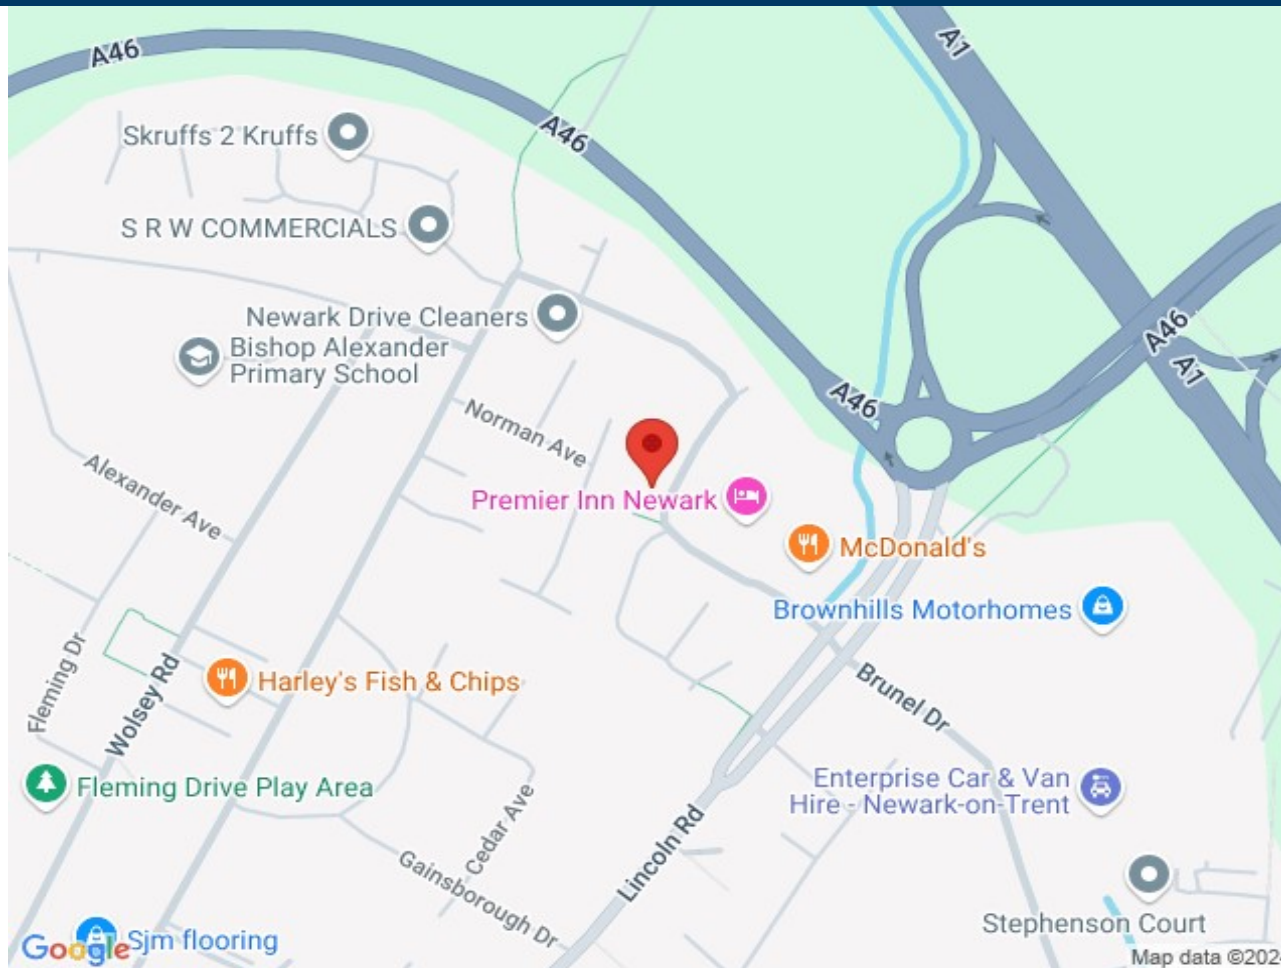 A46
A1
Skruffs 2 Kruffs
A46
S R W COMMERCIALS
Newark Drive Cleaners
A46
Bishop Alexander
Primary School
A1
A46
Norman Ave
Alexander Ave
Premier Inn Newark
McDonald's
Brownhills Motorhomes
Fleming Dr
Wolsey Rd
Harley's Fish & Chips
Brunel Dr
Fleming Drive Play Area
Enterprise Car & Van
Hire - Newark-on-Trent
Cedar Ave
Lincoln Rd
Gainsborough Dr
Stephenson Court
Google
Sjm flooring
Map data ©202